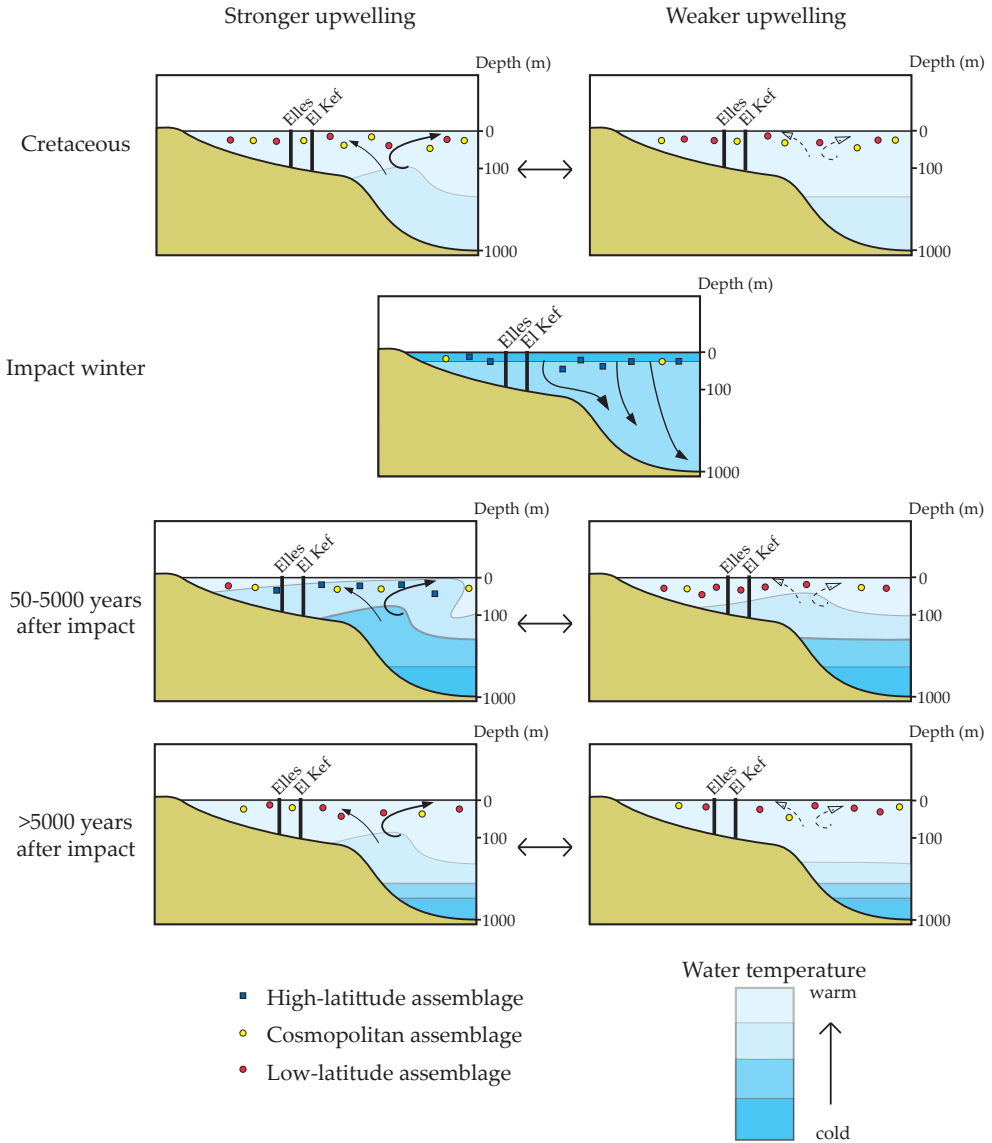 Stronger upwelling
Weaker upwelling
Depth (m)
Depth (m)
Cretaceous
Elles
El Kef
0
100
1000
Elles
El Kef
0
100
1000
Depth (m)
Impact winter
Elles
El Kef
0
100
1000
Depth (m)
Depth (m)
50-5000 years
after impact
Elles
El Kef
0
100
1000
Elles
El Kef
0
100
1000
Depth (m)
Depth (m)
>5000 years
after impact
Elles
El Kef
0
100
1000
Elles
El Kef
0
100
1000
High-latittude assemblage
Cosmopolitan assemblage
Low-latitude assemblage
Water temperature
warm
cold